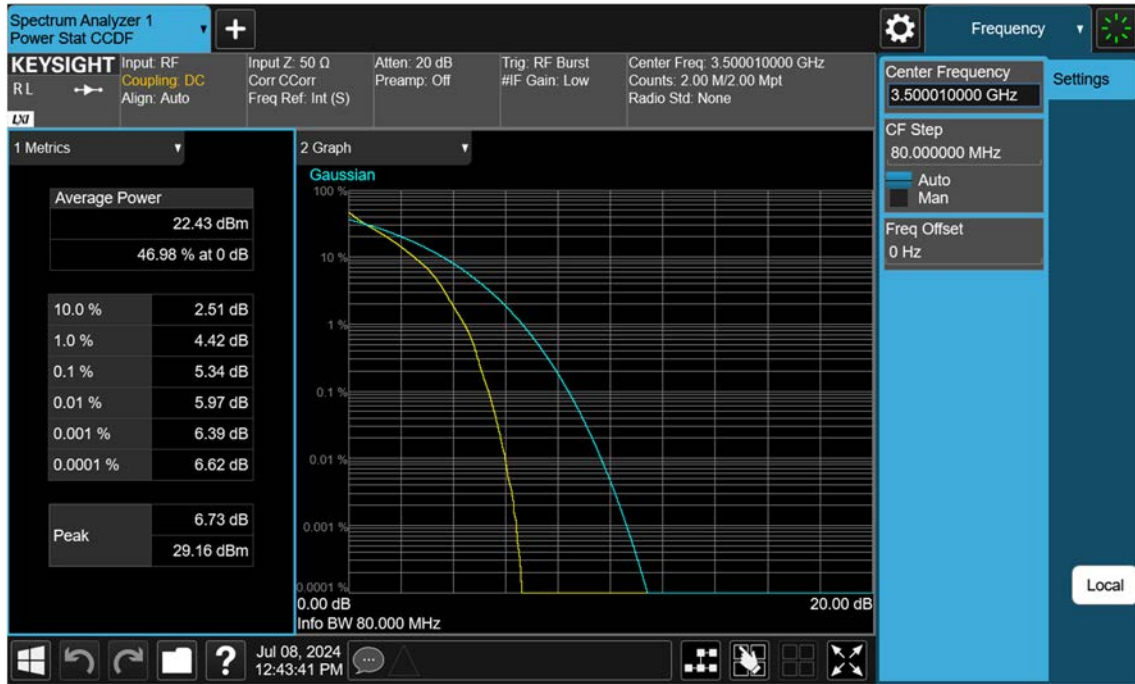 Spectrum Analyzer 1
Power Stat CCDF
+
Frequency
KEYSIGHT
RL
LXI
Input: RF
Coupling: DC
Align: Auto
Input Z: 50 Ω
Corr CCorr
Freq Ref: Int (S)
Atten: 20 dB
Preamp: Off
Trig: RF Burst
#IF Gain: Low
Center Freq: 3.500010000 GHz
Counts: 2.00 M/2.00 Mpt
Radio Std: None
Center Frequency
3.500010000 GHz
Settings
CF Step
80.000000 MHz
Auto
Man
Freq Offset
0 Hz
1 Metrics
Average Power
22.43 dBm
46.98 % at 0 dB
10.0 % 2.51 dB
1.0 % 4.42 dB
0.1 % 5.34 dB
0.01 % 5.97 dB
0.001 % 6.39 dB
0.0001 % 6.62 dB
Peak 6.73 dB
29.16 dBm
2 Graph
Gaussian
100 %
10 %
1 %
0.1 %
0.01 %
0.001 %
0.0001 %
0.00 dB 20.00 dB
Info BW 80.000 MHz
Local
?
Jul 08, 2024
12:43:41 PM